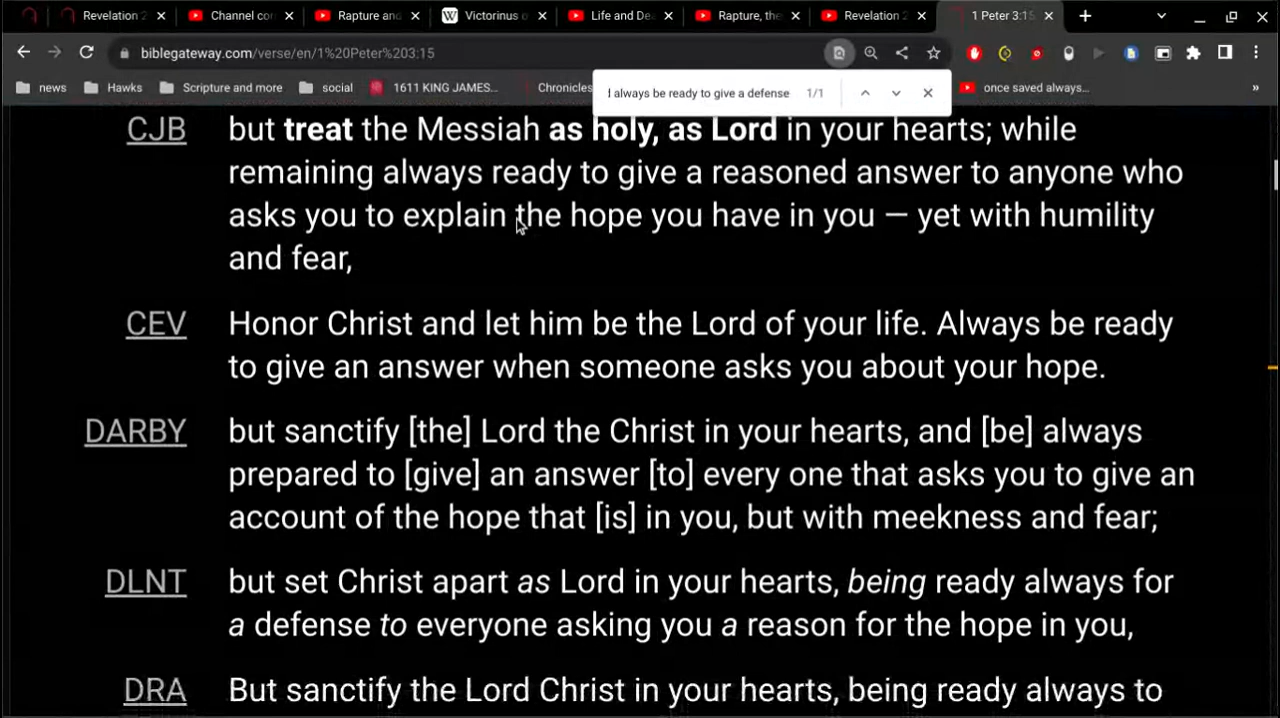 Revelation 2
Channel cor
Rapture and
Victorinus o
Life and Dea
Rapture, the
Revelation 2
1 Peter 3:15
biblegateway.com/verse/en/1%20Peter%203:15
news
Hawks
Scripture and more
social
1611 KING JAMES...
Chronicles
once saved always...
»
always be ready to give a defense 1/1
CJB but treat the Messiah as holy, as Lord in your hearts; while
remaining always ready to give a reasoned answer to anyone who
asks you to explain the hope you have in you — yet with humility
and fear,
CEV Honor Christ and let him be the Lord of your life. Always be ready
to give an answer when someone asks you about your hope.
DARBY but sanctify [the] Lord the Christ in your hearts, and [be] always
prepared to [give] an answer [to] every one that asks you to give an
account of the hope that [is] in you, but with meekness and fear;
DLNT but set Christ apart as Lord in your hearts, being ready always for
a defense to everyone asking you a reason for the hope in you,
DRA But sanctify the Lord Christ in your hearts, being ready always to